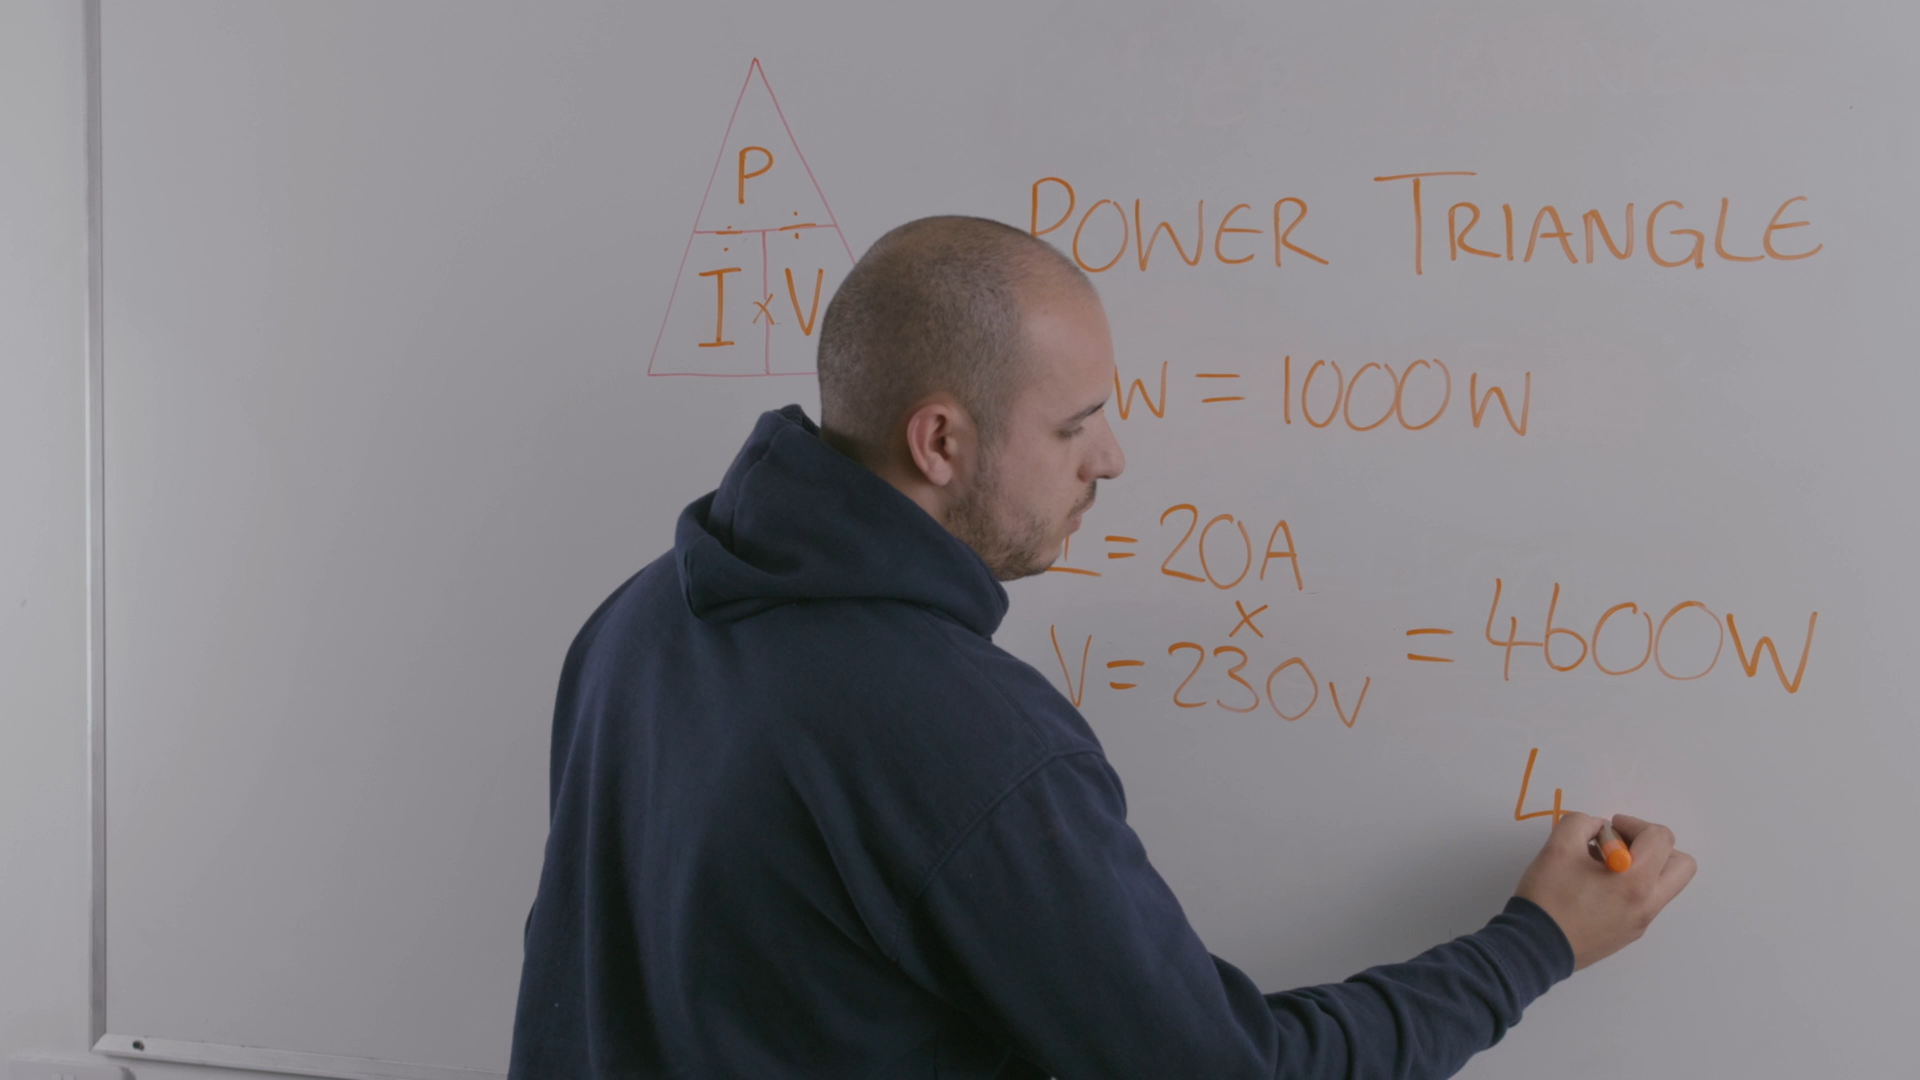 P
÷ ÷
I x V
POWER TRIANGLE
W = 1000W
I = 20A
x
V = 230V
= 4600W
4